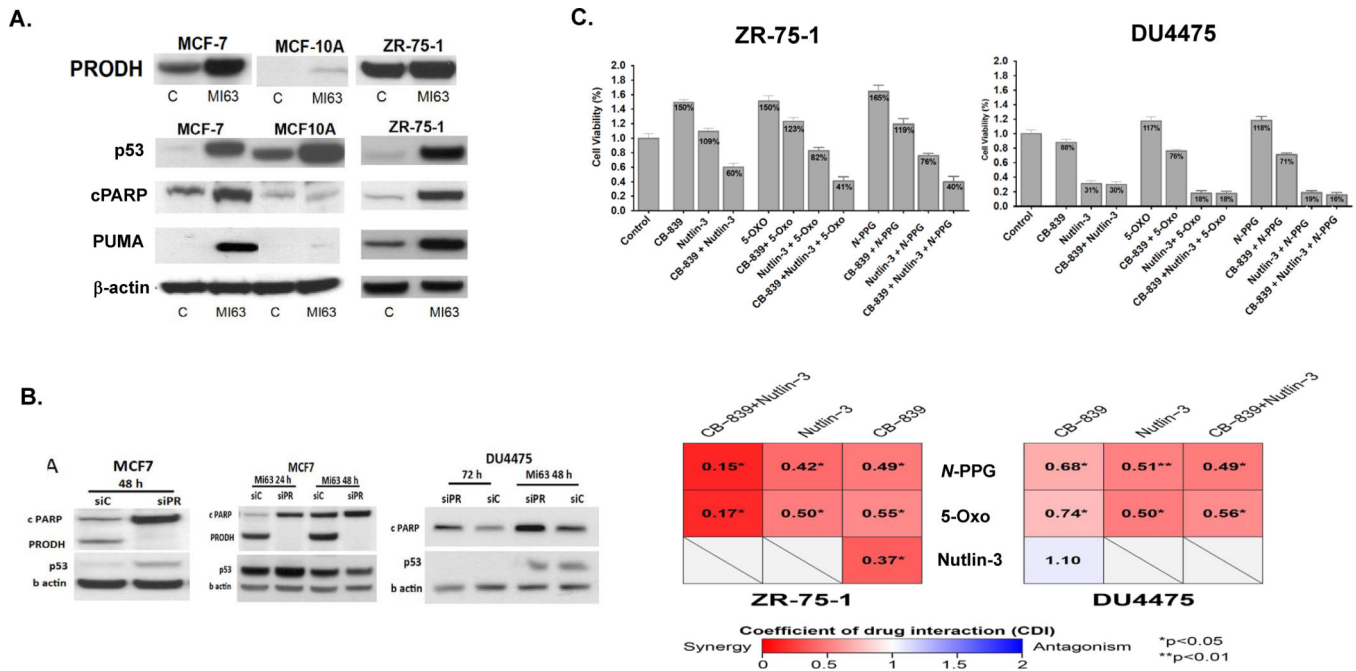 A.
MCF-7 MCF-10A ZR-75-1
PRODH
C MI63 C MI63 C MI63
MCF-7 MCF10A ZR-75-1
p53
cPARP
PUMA
β-actin
C MI63 C MI63 C MI63
B.
A
MCF7
48 h
siC siPR
c PARP
PRODH
p53
b actin
MCF7
Mi63 24 h Mi63 48 h
siC siPR siC siPR
c PARP
PRODH
p53
b actin
DU4475
72 h Mi63 48 h
siPR siC siPR siC
c PARP
p53
b actin
C.
ZR-75-1
Cell Viability (%)
2.0
1.8
1.6
1.4
1.2
1.0
0.8
0.6
0.4
0.2
0.0
150% 109% 60% 150% 123% 82% 41% 165% 119% 76% 40%
Control
CB-839
Nutlin-3
CB-839 + Nutlin-3
5-OXO
CB-839+ 5-Oxo
Nutlin-3 + 5-Oxo
CB-839 +Nutlin-3 + 5-Oxo
N-PPG
CB-839 + N-PPG
Nutlin-3 + N-PPG
CB-839 + Nutlin-3 + N-PPG
DU4475
Cell Viability (%)
2.0
1.8
1.6
1.4
1.2
1.0
0.8
0.6
0.4
0.2
0.0
88% 31% 30% 117% 76% 18% 18% 118% 71% 19% 16%
Control
CB-839
Nutlin-3
CB-839 + Nutlin-3
5-OXO
CB-839 + 5-Oxo
Nutlin-3 + 5-Oxo
CB-839 +Nutlin-3 + 5-Oxo
N-PPG
CB-839 + N-PPG
Nutlin-3 + N-PPG
CB-839 + Nutlin-3 + N-PPG
CB-839+Nutlin-3 Nutlin-3 CB-839 CB-839 Nutlin-3 CB-839+Nutlin-3
0.15* 0.42* 0.49* N-PPG 0.68* 0.51** 0.49*
0.17* 0.50* 0.55* 5-Oxo 0.74* 0.50* 0.56*
0.37* Nutlin-3 1.10
ZR-75-1 DU4475
Coefficient of drug interaction (CDI)
Synergy Antagonism
0 0.5 1 1.5 2
*p<0.05
**p<0.01